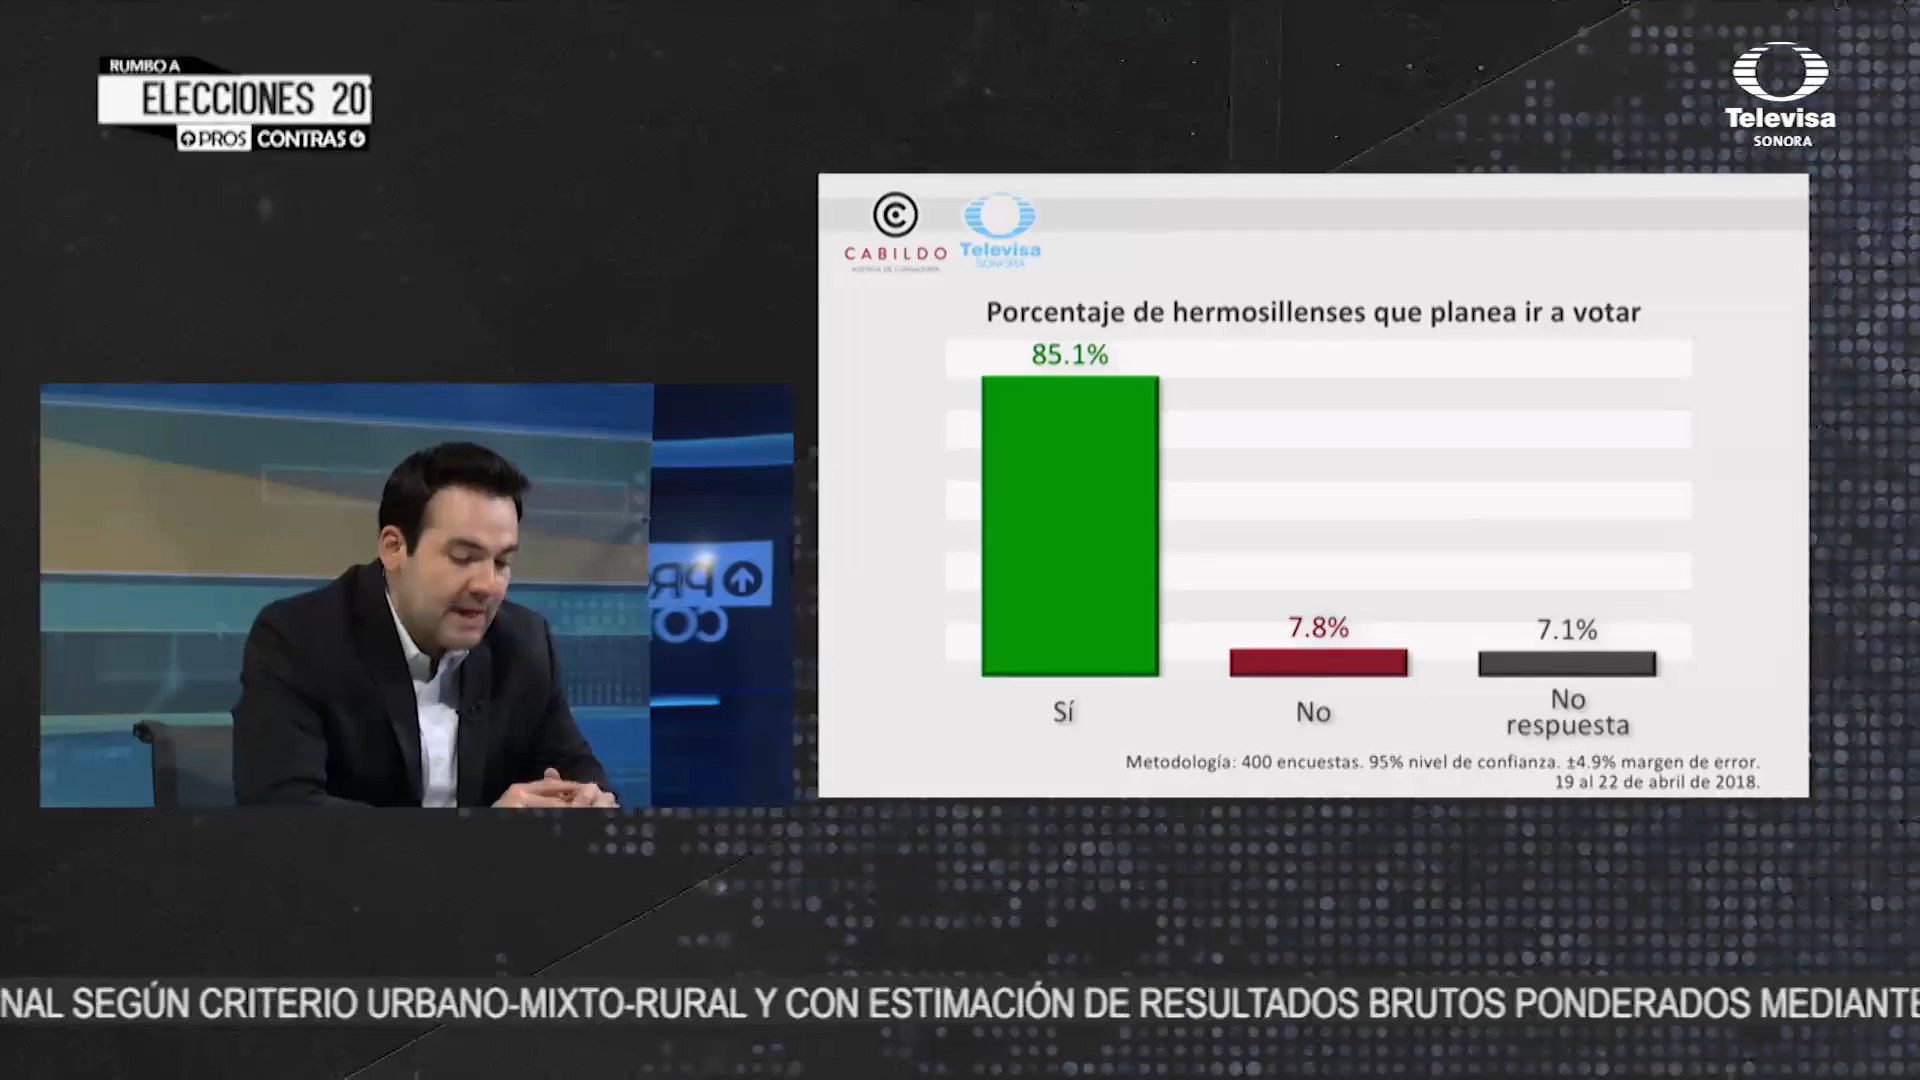 RUMBO A
ELECCIONES 20
PROS CONTRAS
Televisa
SONORA
CABILDO
Televisa
SONORA
Porcentaje de hermosillenses que planea ir a votar
85.1%
7.8%
7.1%
Sí
No
No
respuesta
Metodología: 400 encuestas. 95% nivel de confianza. ±4.9% margen de error.
19 al 22 de abril de 2018.
NAL SEGÚN CRITERIO URBANO-MIXTO-RURAL Y CON ESTIMACIÓN DE RESULTADOS BRUTOS PONDERADOS MEDIANTE